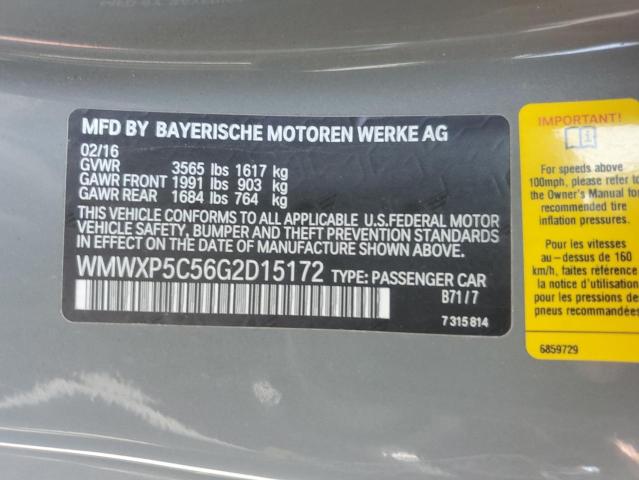 MFD BY BAYERISCHE MOTOREN WERKE AG
02/16
GVWR 3565 lbs 1617 kg
GAWR FRONT 1991 lbs 903 kg
GAWR REAR 1684 lbs 764 kg
THIS VEHICLE CONFORMS TO ALL APPLICABLE U.S.FEDERAL MOTOR
VEHICLE SAFETY, BUMPER AND THEFT PREVENTION STANDARDS
IN EFFECT ON THE DATE OF MANUFACTURE SHOWN ABOVE.
WMWXP5C56G2D15172 TYPE: PASSENGER CAR
B71/7
7315814
IMPORTANT!
For speeds above
100mph, please refer to
the Owner's Manual for
recommended tire
inflation pressures.
Pour les vitesses
au-dessus de 160
km/h, faites référence
la notice d'utilisation
pour les pressions de
pneus recommandées
6859729